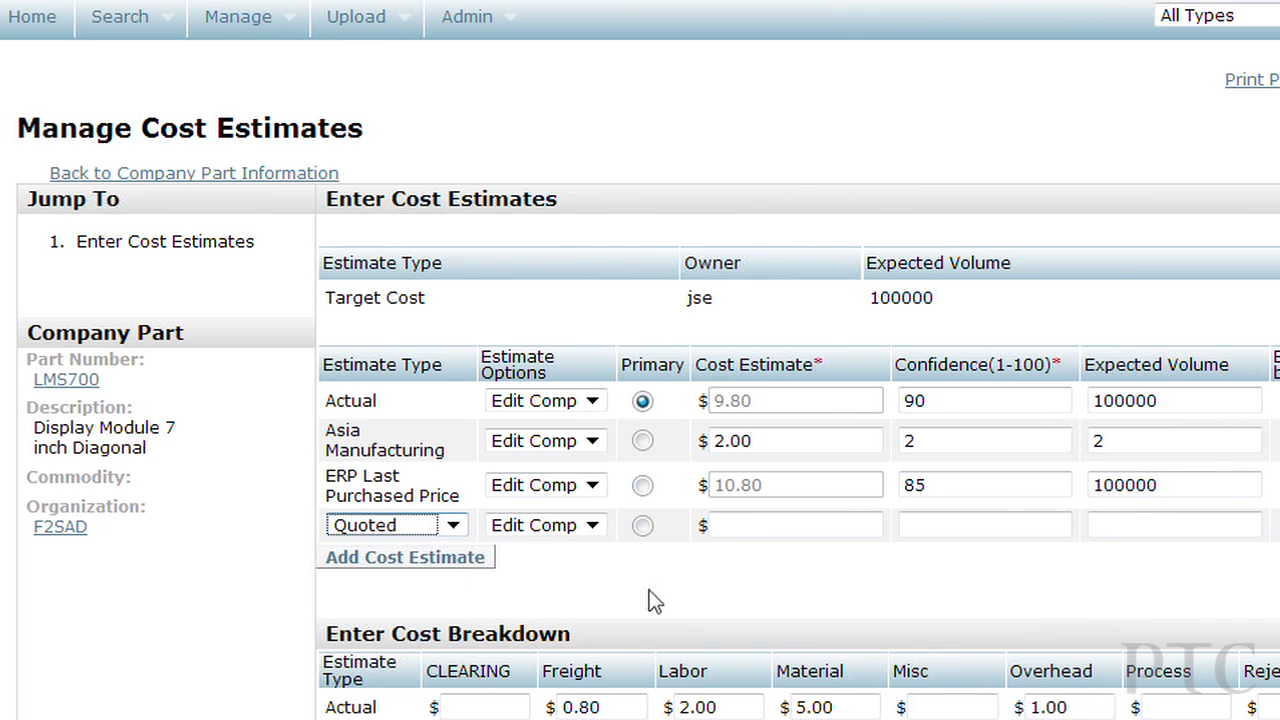 Home Search Manage Upload Admin All Types
Print P
Manage Cost Estimates
Back to Company Part Information
Jump To
1. Enter Cost Estimates
Company Part
Part Number:
LMS700
Description:
Display Module 7
inch Diagonal
Commodity:
Organization:
F2SAD
Enter Cost Estimates
Estimate Type Owner Expected Volume
Target Cost jse 100000
Estimate Type Estimate Options Primary Cost Estimate* Confidence(1-100)* Expected Volume
Actual Edit Comp $ 9.80 90 100000
Asia
Manufacturing Edit Comp $ 2.00 2 2
ERP Last
Purchased Price Edit Comp $ 10.80 85 100000
Quoted Edit Comp $
Add Cost Estimate
Enter Cost Breakdown
Estimate Type CLEARING Freight Labor Material Misc Overhead Process Reje
Actual $ $ 0.80 $ 2.00 $ 5.00 $ $ 1.00 $ $
PTC